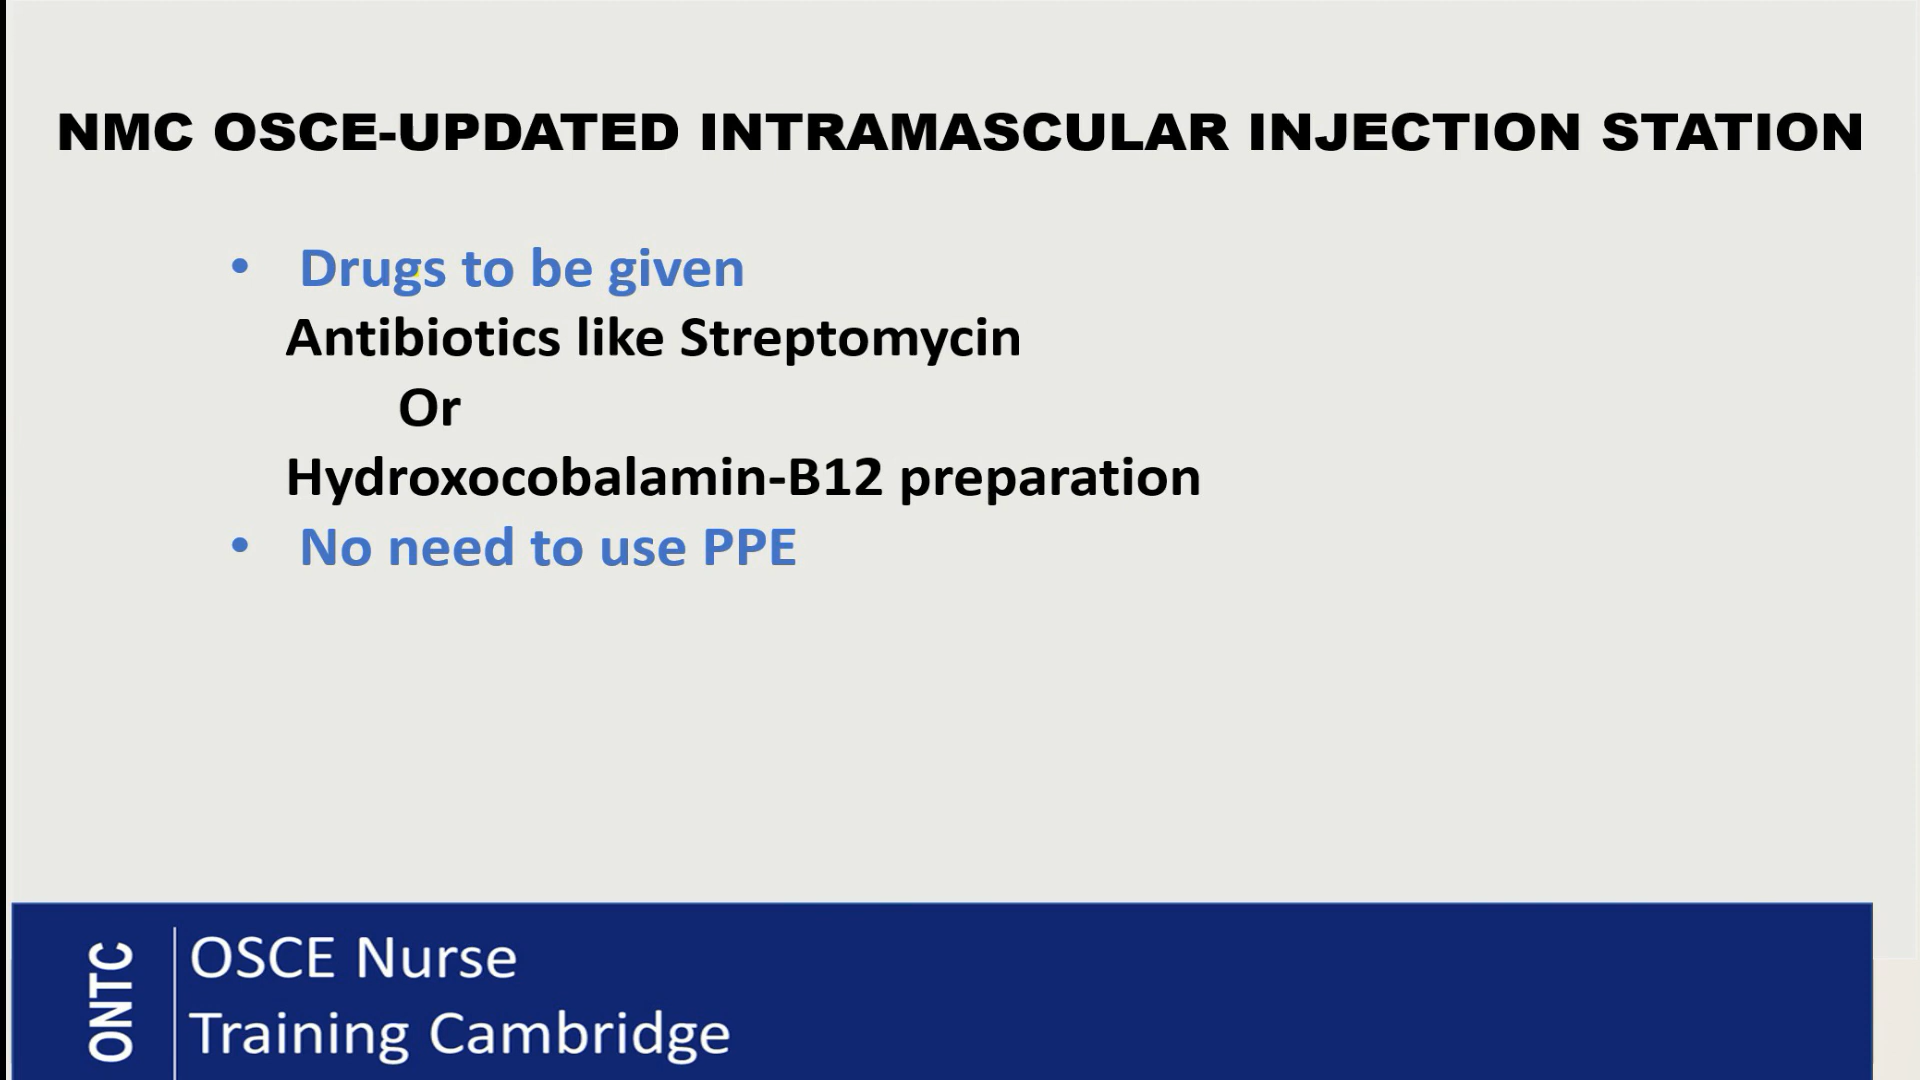 NMC OSCE-UPDATED INTRAMASCULAR INJECTION STATION
• Drugs to be given
Antibiotics like Streptomycin
Or
Hydroxocobalamin-B12 preparation
• No need to use PPE
ONTC
OSCE Nurse
Training Cambridge